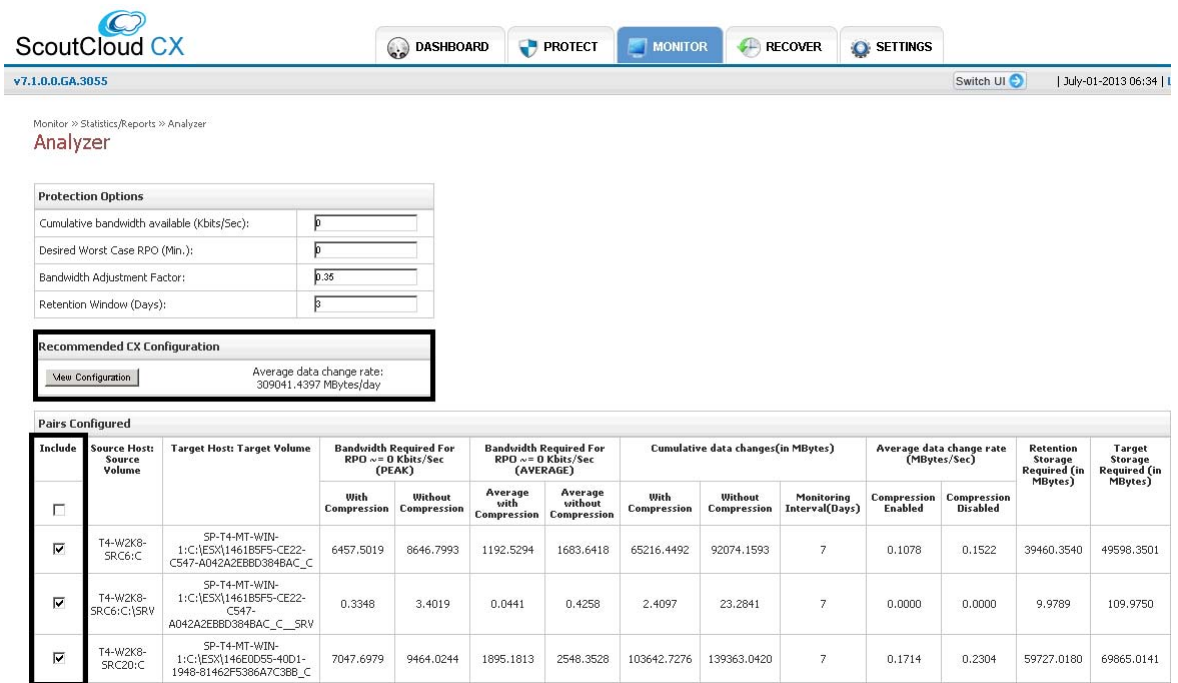 ScoutCloud CX
DASHBOARD
PROTECT
MONITOR
RECOVER
SETTINGS
v7.1.0.0.GA.3055
Switch UI
| July-01-2013 06:34 |
Monitor » Statistics/Reports » Analyzer
Analyzer
Protection Options
Cumulative bandwidth available (Kbits/Sec): 0
Desired Worst Case RPO (Min.): 0
Bandwidth Adjustment Factor: 0.35
Retention Window (Days): 3
Recommended CX Configuration
View Configuration
Average data change rate:
309041.4397 MBytes/day
Pairs Configured
Include
Source Host:
Source
Volume
Target Host: Target Volume
Bandwidth Required For
RPO ~= 0 Kbits/Sec
(PEAK)
Bandwidth Required For
RPO ~= 0 Kbits/Sec
(AVERAGE)
Cumulative data changes(in MBytes)
Average data change rate
(MBytes/Sec)
Retention
Storage
Required (in
MBytes)
Target
Storage
Required (in
MBytes)
With
Compression
Without
Compression
Average
with
Compression
Average
without
Compression
With
Compression
Without
Compression
Monitoring
Interval(Days)
Compression
Enabled
Compression
Disabled
T4-W2K8-
SRC6:C
SP-T4-MT-WIN-
1:C:\ESX\1461B5F5-CE22-
C547-A042A2EBBD384BAC_C
6457.5019
8646.7993
1192.5294
1683.6418
65216.4492
92074.1593
7
0.1078
0.1522
39460.3540
49598.3501
T4-W2K8-
SRC6:C:\SRV
SP-T4-MT-WIN-
1:C:\ESX\1461B5F5-CE22-
C547-
A042A2EBBD384BAC_C__SRV
0.3348
3.4019
0.0441
0.4258
2.4097
23.2841
7
0.0000
0.0000
9.9789
109.9750
T4-W2K8-
SRC20:C
SP-T4-MT-WIN-
1:C:\ESX\146E0D55-40D1-
1948-81462F5386A7C3BB_C
7047.6979
9464.0244
1895.1813
2548.3528
103642.7276
139363.0420
7
0.1714
0.2304
59727.0180
69865.0141